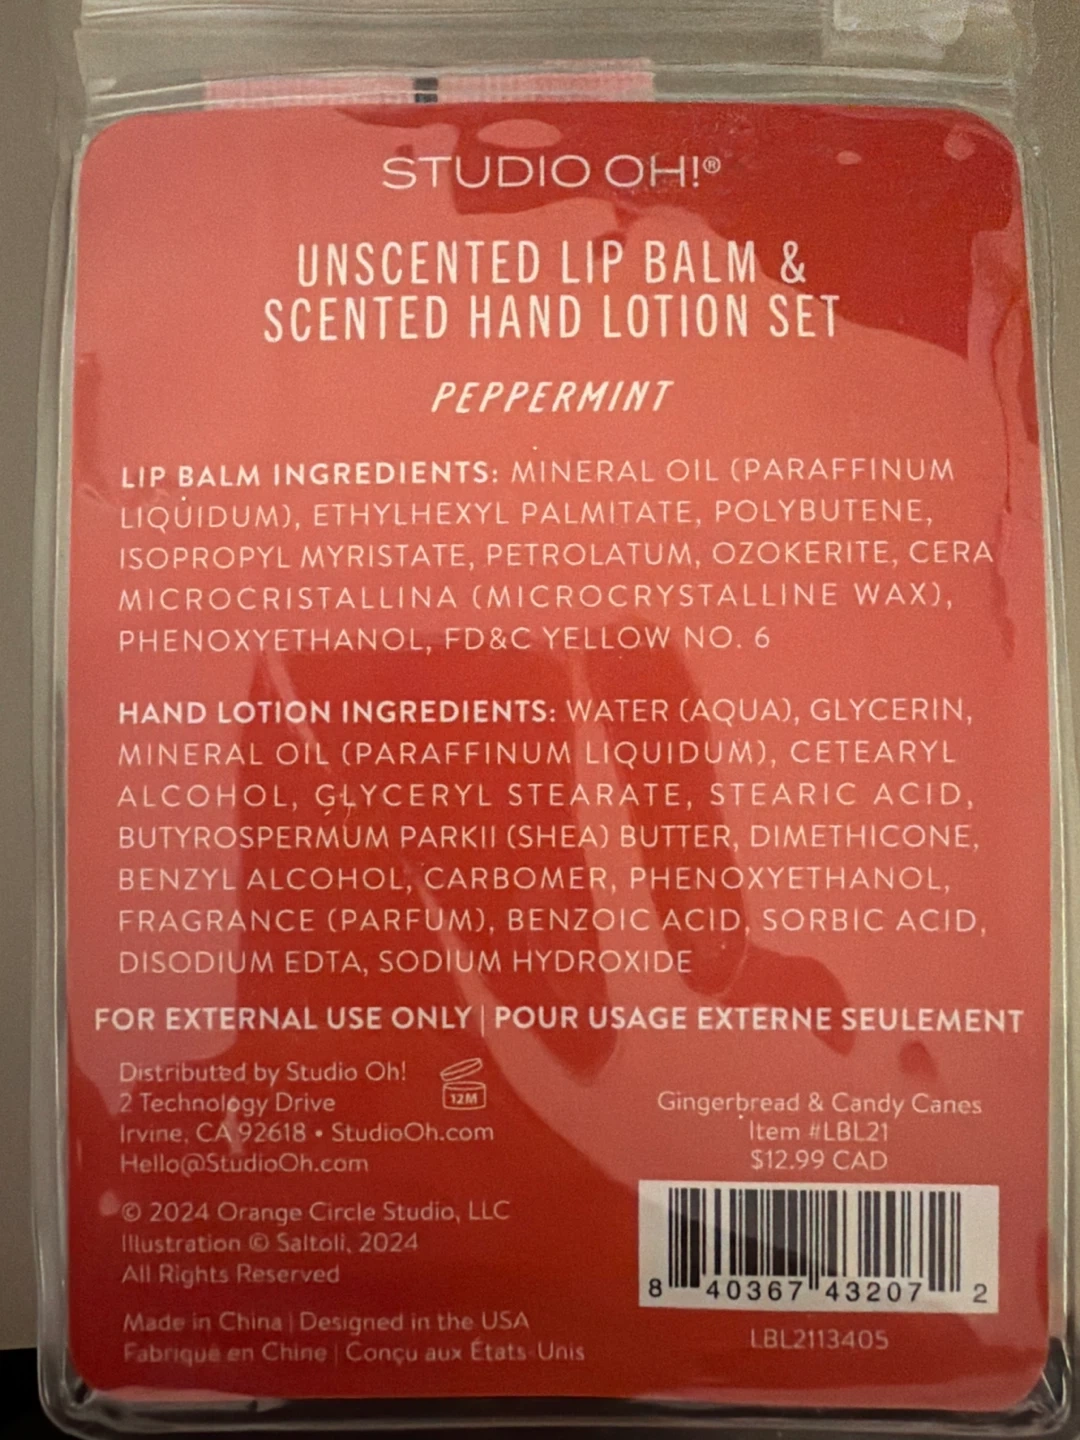 STUDIO OH!®
UNSCENTED LIP BALM &
SCENTED HAND LOTION SET
PEPPERMINT
LIP BALM INGREDIENTS: MINERAL OIL (PARAFFINUM
LIQUIDUM), ETHYLHEXYL PALMITATE, POLYBUTENE,
ISOPROPYL MYRISTATE, PETROLATUM, OZOKERITE, CERA
MICROCRISTALLINA (MICROCRYSTALLINE WAX),
PHENOXYETHANOL, FD&C YELLOW NO. 6
HAND LOTION INGREDIENTS: WATER (AQUA), GLYCERIN,
MINERAL OIL (PARAFFINUM LIQUIDUM), CETEARYL
ALCOHOL, GLYCERYL STEARATE, STEARIC ACID,
BUTYROSPERMUM PARKII (SHEA) BUTTER, DIMETHICONE,
BENZYL ALCOHOL, CARBOMER, PHENOXYETHANOL,
FRAGRANCE (PARFUM), BENZOIC ACID, SORBIC ACID,
DISODIUM EDTA, SODIUM HYDROXIDE
FOR EXTERNAL USE ONLY | POUR USAGE EXTERNE SEULEMENT
Distributed by Studio Oh!
2 Technology Drive
Irvine, CA 92618 • StudioOh.com
Hello@StudioOh.com
12M
© 2024 Orange Circle Studio, LLC
Illustration © Saltoli, 2024
All Rights Reserved
Made in China | Designed in the USA
Fabriqué en Chine | Conçu aux États-Unis
Gingerbread & Candy Canes
Item #LBL21
$12.99 CAD
8 40367 43207 2
LBL2113405